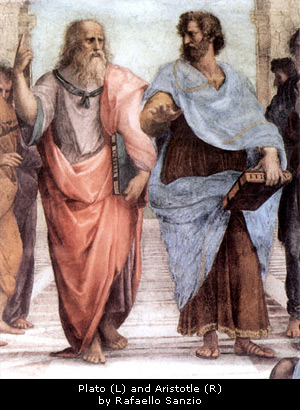 Plato (L) and Aristotle (R)
by Rafaello Sanzio